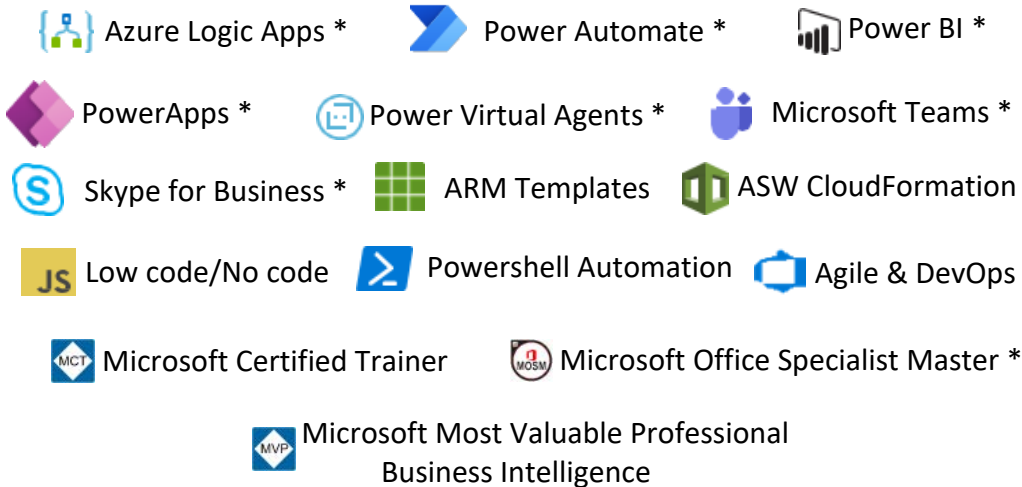 Azure Logic Apps * Power Automate * Power BI *
PowerApps * Power Virtual Agents * Microsoft Teams *
S Skype for Business * ARM Templates ASW CloudFormation
JS Low code/No code Powershell Automation Agile & DevOps
MCT Microsoft Certified Trainer MOSM Microsoft Office Specialist Master *
MVP Microsoft Most Valuable Professional
Business Intelligence